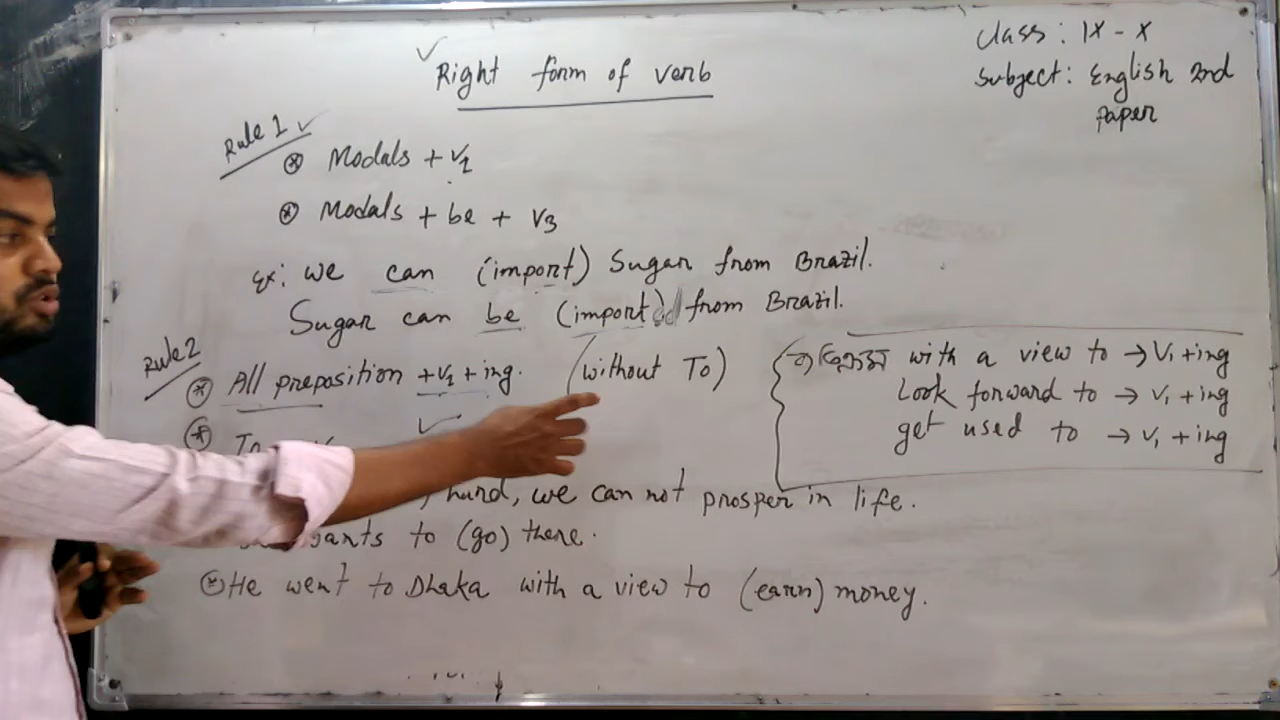 Right form of verb
Class: IX - X
Subject: English 2nd
Paper
Rule 1
Modals + V1
Modals + be + V3
Ex: We can (import) Sugar from Brazil.
Sugar can be (imported) from Brazil.
Rule 2
All preposition + V1 + ing. (without To)
To
with a view to → V1 + ing
Look forward to → V1 + ing
get used to → V1 + ing
hard, we can not prosper in life.
to (go) there.
He went to Dhaka with a view to (earn) money.